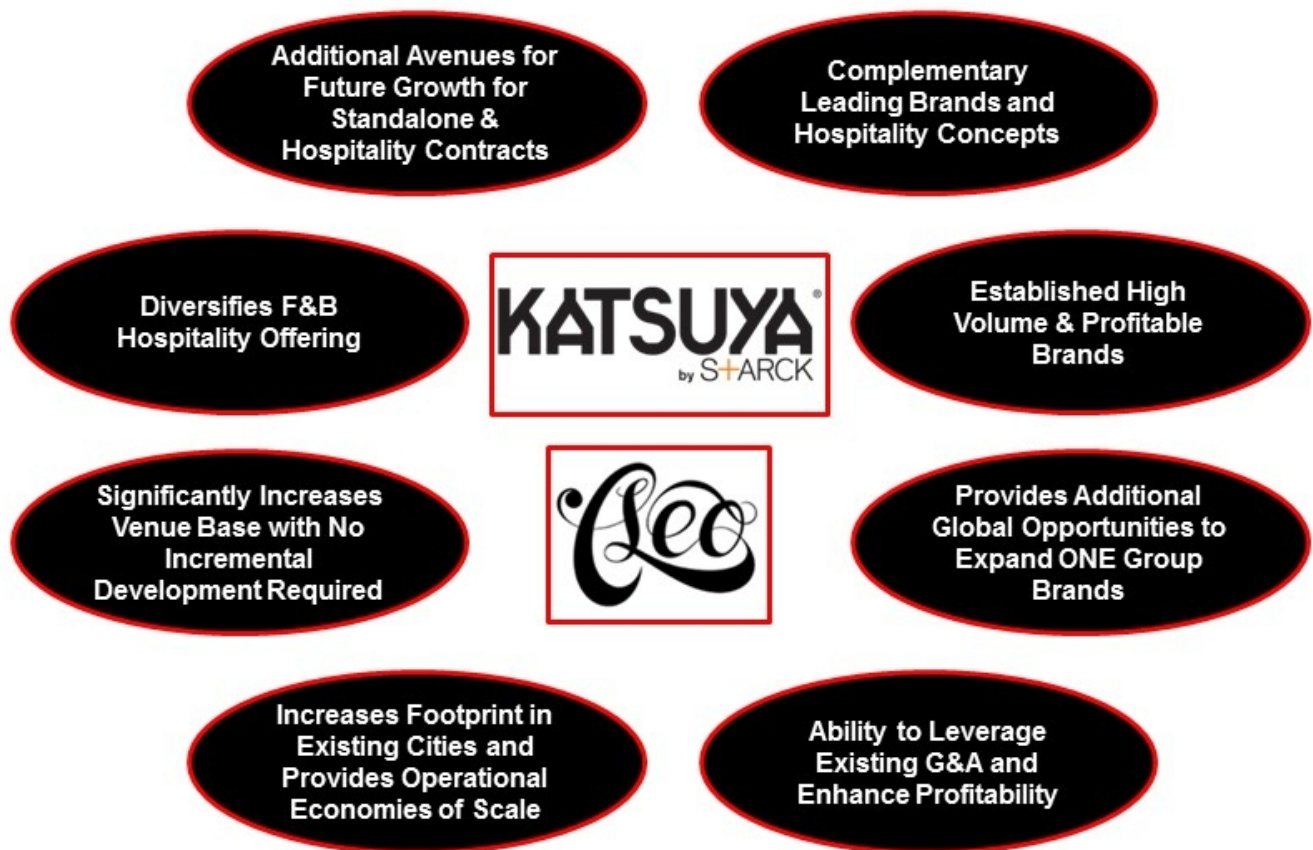 Additional Avenues for
Future Growth for
Standalone &
Hospitality Contracts
Complementary
Leading Brands and
Hospitality Concepts
Diversifies F&B
Hospitality Offering
KATSUYA®
by S+ARCK
Established High
Volume & Profitable
Brands
Significantly Increases
Venue Base with No
Incremental
Development Required
Cleo
Provides Additional
Global Opportunities to
Expand ONE Group
Brands
Increases Footprint in
Existing Cities and
Provides Operational
Economies of Scale
Ability to Leverage
Existing G&A and
Enhance Profitability